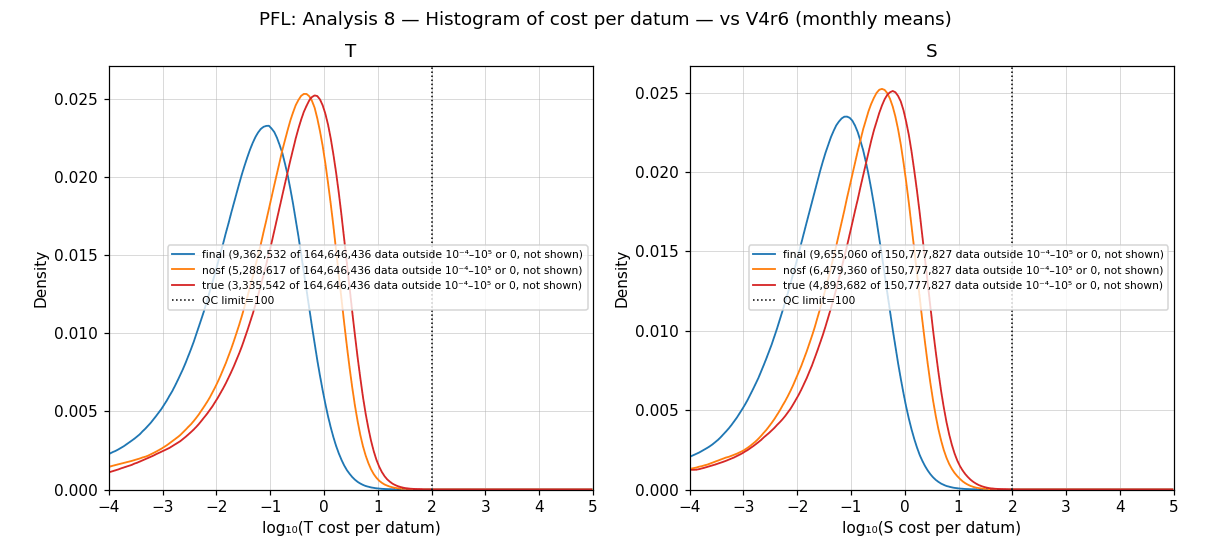 PFL: Analysis 8 — Histogram of cost per datum — vs V4r6 (monthly means)
T
Density
0.025
0.020
0.015
0.010
0.005
0.000
final (9,362,532 of 164,646,436 data outside 10⁻⁴–10⁵ or 0, not shown)
nosf (5,288,617 of 164,646,436 data outside 10⁻⁴–10⁵ or 0, not shown)
true (3,335,542 of 164,646,436 data outside 10⁻⁴–10⁵ or 0, not shown)
QC limit=100
−4 −3 −2 −1 0 1 2 3 4 5
log₁₀(T cost per datum)
S
Density
0.025
0.020
0.015
0.010
0.005
0.000
final (9,655,060 of 150,777,827 data outside 10⁻⁴–10⁵ or 0, not shown)
nosf (6,479,360 of 150,777,827 data outside 10⁻⁴–10⁵ or 0, not shown)
true (4,893,682 of 150,777,827 data outside 10⁻⁴–10⁵ or 0, not shown)
QC limit=100
−4 −3 −2 −1 0 1 2 3 4 5
log₁₀(S cost per datum)